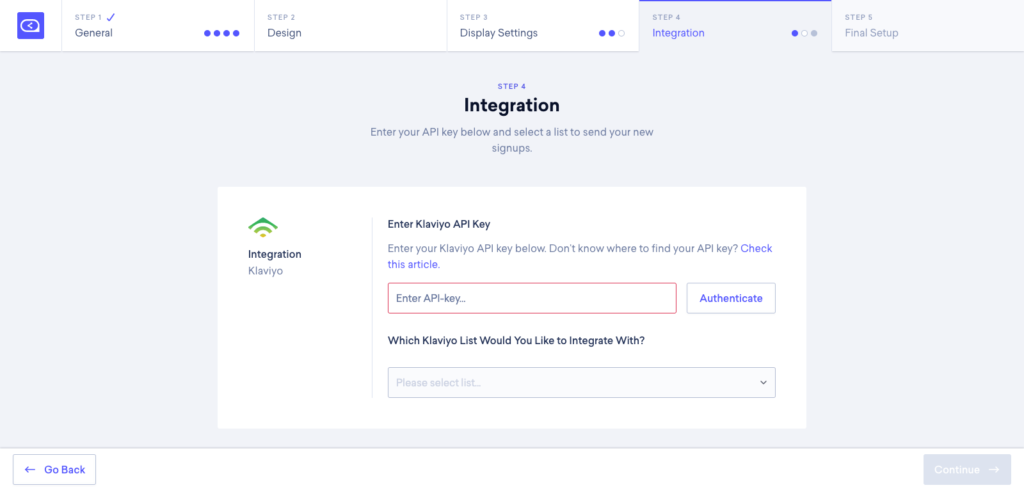 STEP 1
General
STEP 2
Design
STEP 3
Display Settings
STEP 4
Integration
STEP 5
Final Setup
STEP 4
Integration
Enter your API key below and select a list to send your new
signups.
Integration
Klaviyo
Enter Klaviyo API Key
Enter your Klaviyo API key below. Don't know where to find your API key? Check
this article.
Enter API-key...
Authenticate
Which Klaviyo List Would You Like to Integrate With?
Please select list...
Go Back
Continue